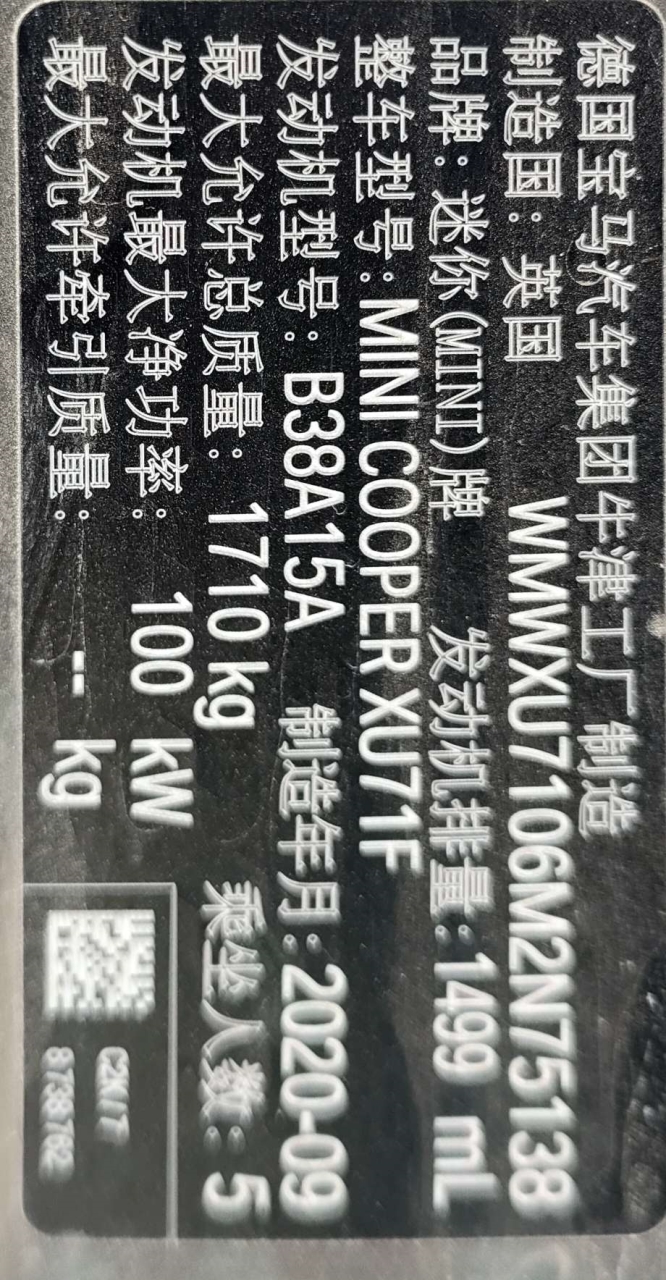 德国宝马汽车集团牛津工厂制造
制造国：英国 WMWXU7106M2N75138
品牌：迷你(MINI)牌 发动机排量：1499 mL
整车型号：MINI COOPER XU71F
发动机型号：B38A15A 制造年月：2020-09
最大允许总质量：1710 kg 乘坐人数：5
发动机最大净功率：100 kW
最大允许牵引质量：-- kg
8738762